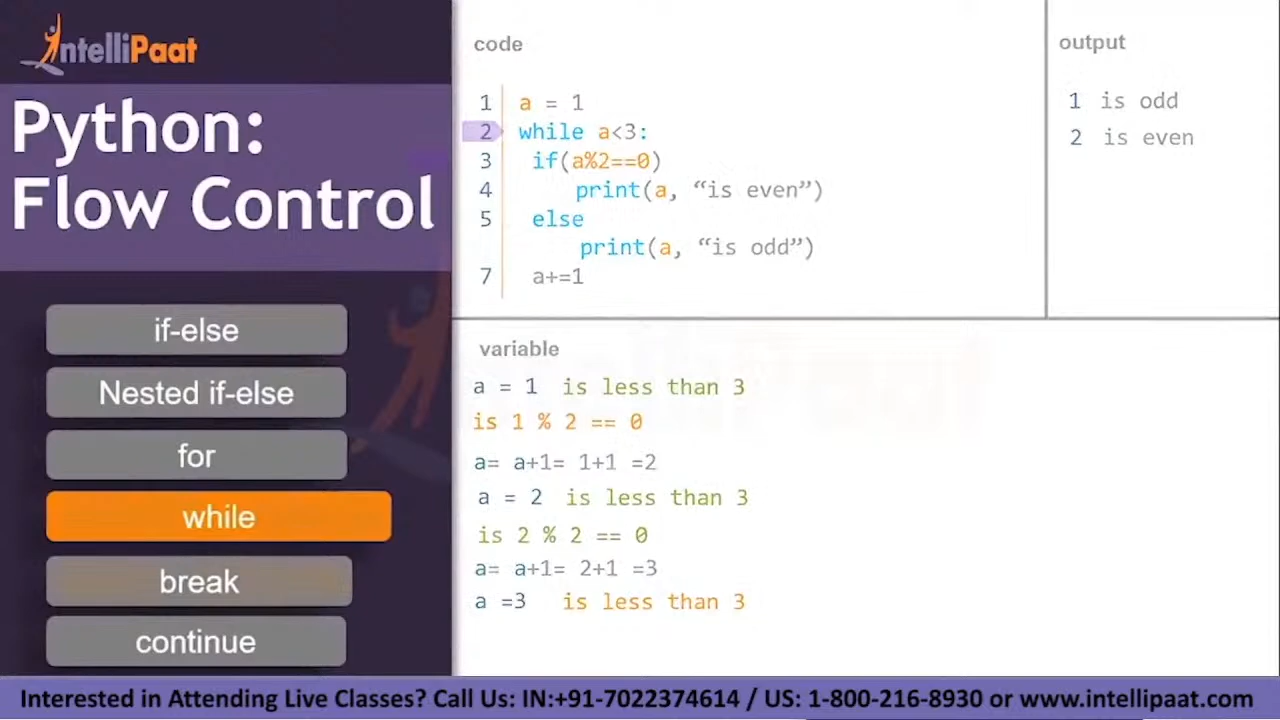 IntelliPaat
Python:
Flow Control
if-else
Nested if-else
for
while
break
continue
code
1 a = 1
2 while a<3:
3 if(a%2==0)
4 print(a, “is even”)
5 else
print(a, “is odd”)
7 a+=1
output
1 is odd
2 is even
variable
a = 1 is less than 3
is 1 % 2 == 0
a= a+1= 1+1 =2
a = 2 is less than 3
is 2 % 2 == 0
a= a+1= 2+1 =3
a =3 is less than 3
Interested in Attending Live Classes? Call Us: IN:+91-7022374614 / US: 1-800-216-8930 or www.intellipaat.com